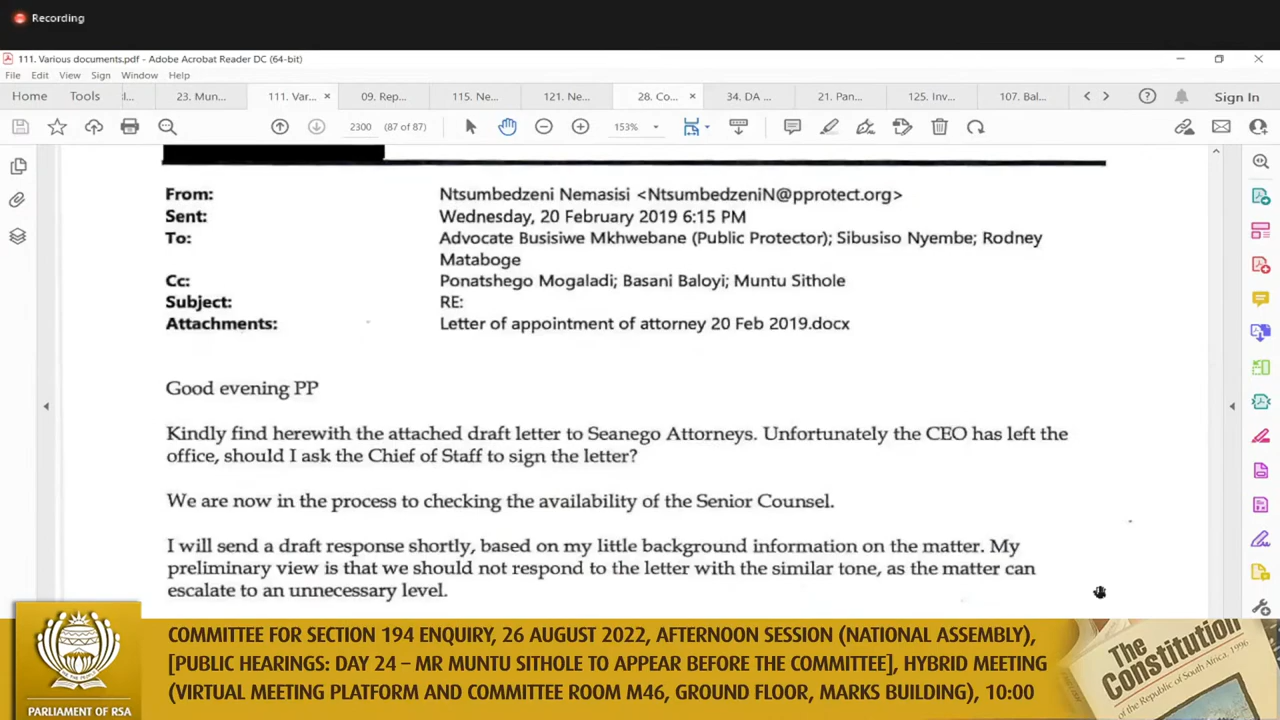 Recording
111. Various documents.pdf - Adobe Acrobat Reader DC (64-bit)
File Edit View Sign Window Help
Home Tools 23. Mun... 111. Var... × 09. Rep... 115. Ne... 121. Ne... 28. Co... × 34. DA ... 21. Pan... 125. Inv... 107. Bal... Sign In
2300 (87 of 87) 153%
From: Ntsumbedzeni Nemasisi <NtsumbedzeniN@pprotect.org>
Sent: Wednesday, 20 February 2019 6:15 PM
To: Advocate Busisiwe Mkhwebane (Public Protector); Sibusiso Nyembe; Rodney
Mataboge
Cc: Ponatshego Mogaladi; Basani Baloyi; Muntu Sithole
Subject: RE:
Attachments: Letter of appointment of attorney 20 Feb 2019.docx
Good evening PP
Kindly find herewith the attached draft letter to Seanego Attorneys. Unfortunately the CEO has left the
office, should I ask the Chief of Staff to sign the letter?
We are now in the process to checking the availability of the Senior Counsel.
I will send a draft response shortly, based on my little background information on the matter. My
preliminary view is that we should not respond to the letter with the similar tone, as the matter can
escalate to an unnecessary level.
COMMITTEE FOR SECTION 194 ENQUIRY, 26 AUGUST 2022, AFTERNOON SESSION (NATIONAL ASSEMBLY),
[PUBLIC HEARINGS: DAY 24 – MR MUNTU SITHOLE TO APPEAR BEFORE THE COMMITTEE], HYBRID MEETING
(VIRTUAL MEETING PLATFORM AND COMMITTEE ROOM M46, GROUND FLOOR, MARKS BUILDING), 10:00
PARLIAMENT OF RSA
The
Constitution
of the Republic of South Africa, 1996